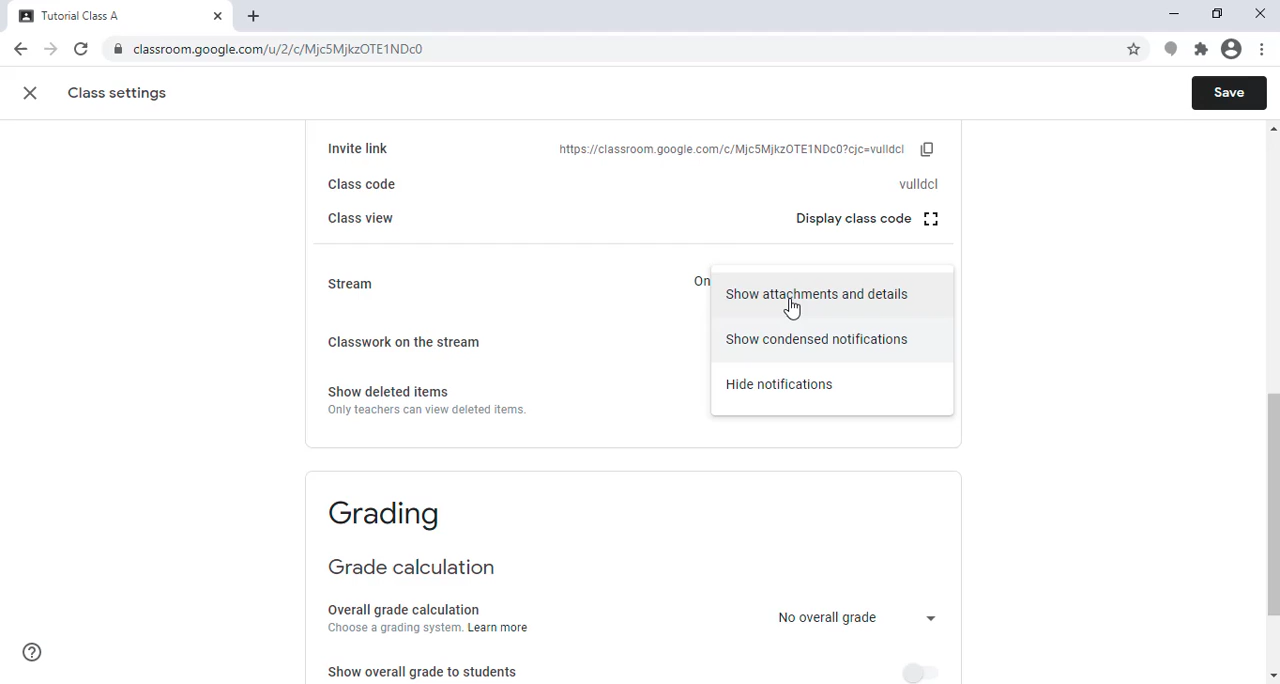 Tutorial Class A
classroom.google.com/u/2/c/Mjc5MjkzOTE1NDc0
Class settings
Save
Invite link https://classroom.google.com/c/Mjc5MjkzOTE1NDc0?cjc=vulldcl
Class code vulldcl
Class view Display class code
Stream On
Show attachments and details
Classwork on the stream Show condensed notifications
Show deleted items Hide notifications
Only teachers can view deleted items.
Grading
Grade calculation
Overall grade calculation No overall grade
Choose a grading system. Learn more
Show overall grade to students